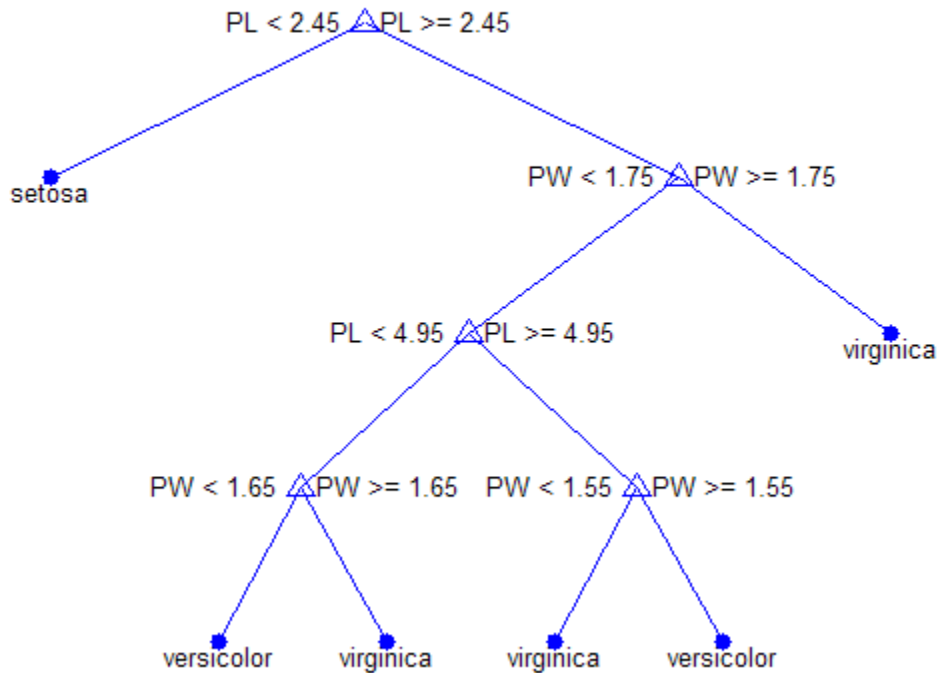 PL < 2.45 PL >= 2.45
setosa
PW < 1.75 PW >= 1.75
PL < 4.95 PL >= 4.95
virginica
PW < 1.65 PW >= 1.65 PW < 1.55 PW >= 1.55
versicolor virginica virginica versicolor